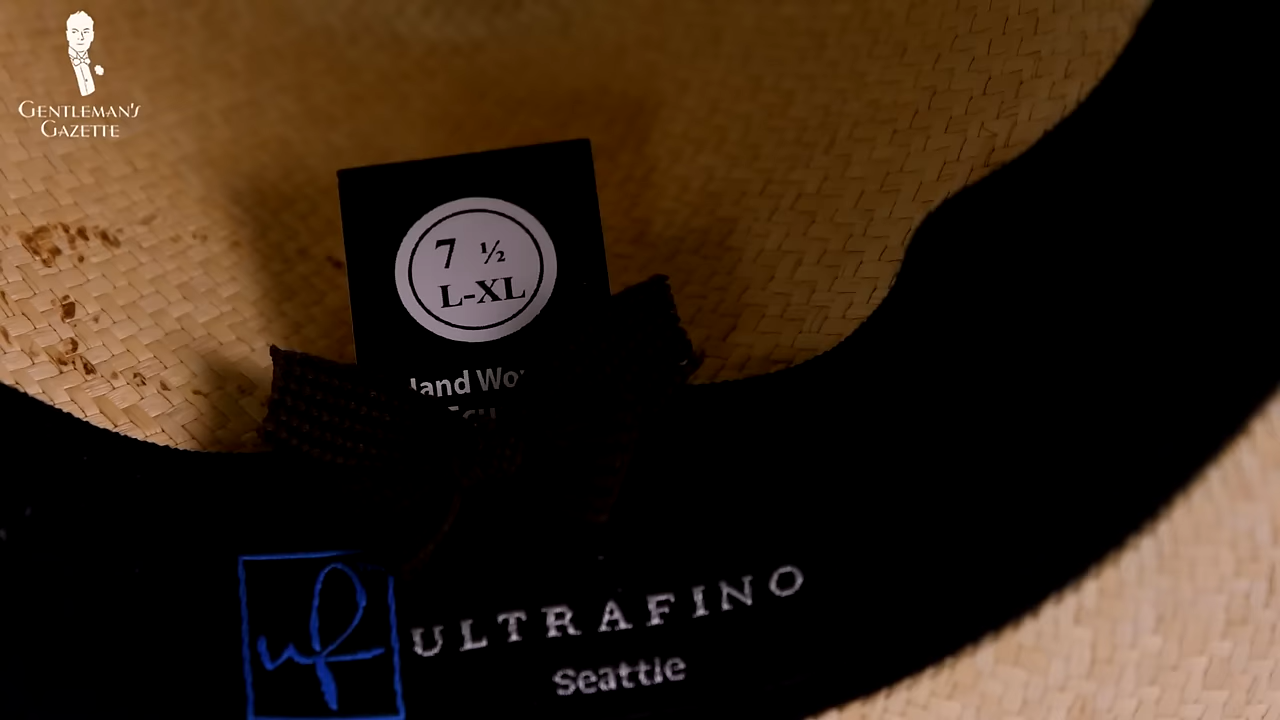 GENTLEMAN'S
GAZETTE
7 ½
L-XL
ULTRAFINO
Seattle